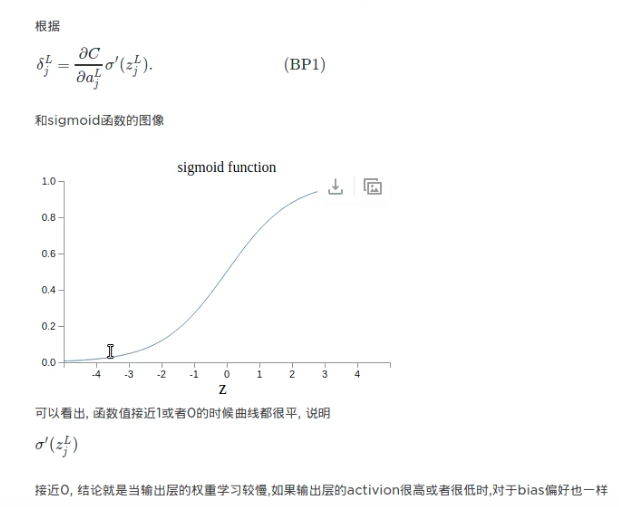 根据
δ_j^L = ∂C/∂a_j^L σ′(z_j^L). (BP1)
和sigmoid函数的图像
sigmoid function
1.0
0.8
0.6
0.4
0.2
0.0
-4 -3 -2 -1 0 1 2 3 4
z
可以看出, 函数值接近1或者0的时候曲线都很平, 说明
σ′(z_j^L)
接近0, 结论就是当输出层的权重学习较慢,如果输出层的activion很高或者很低时,对于bias偏好也一样